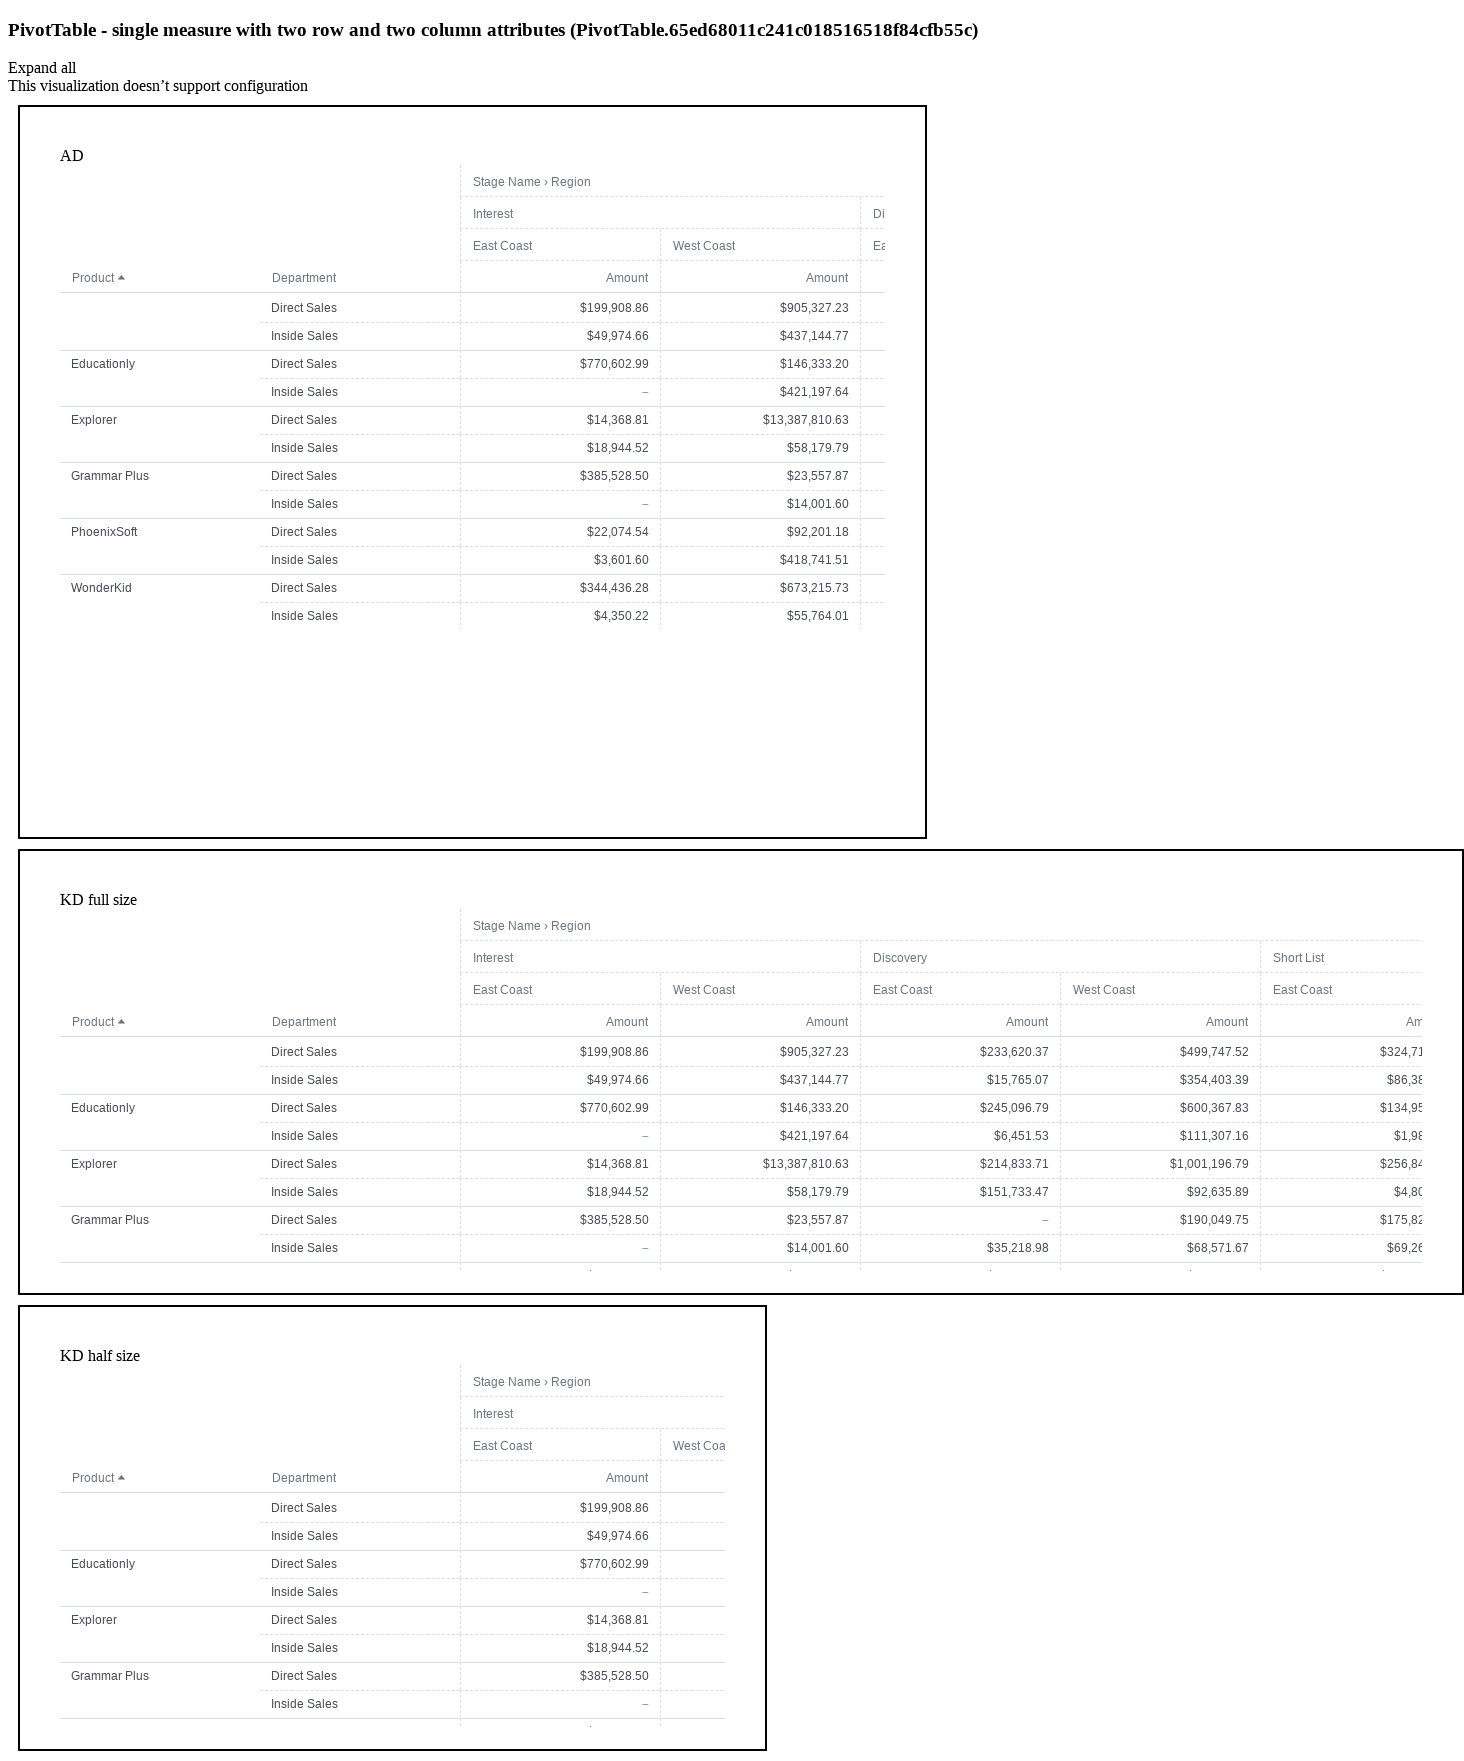 PivotTable - single measure with two row and two column attributes (PivotTable.65ed68011c241c018516518f84cfb55c)
Expand all
This visualization doesn’t support configuration
AD
Stage Name › Region
Interest Di
East Coast West Coast Ea
Product Department Amount Amount
Direct Sales $199,908.86 $905,327.23
Inside Sales $49,974.66 $437,144.77
Educationly Direct Sales $770,602.99 $146,333.20
Inside Sales – $421,197.64
Explorer Direct Sales $14,368.81 $13,387,810.63
Inside Sales $18,944.52 $58,179.79
Grammar Plus Direct Sales $385,528.50 $23,557.87
Inside Sales – $14,001.60
PhoenixSoft Direct Sales $22,074.54 $92,201.18
Inside Sales $3,601.60 $418,741.51
WonderKid Direct Sales $344,436.28 $673,215.73
Inside Sales $4,350.22 $55,764.01
KD full size
Stage Name › Region
Interest Discovery Short List
East Coast West Coast East Coast West Coast East Coast
Product Department Amount Amount Amount Amount Am
Direct Sales $199,908.86 $905,327.23 $233,620.37 $499,747.52 $324,71
Inside Sales $49,974.66 $437,144.77 $15,765.07 $354,403.39 $86,38
Educationly Direct Sales $770,602.99 $146,333.20 $245,096.79 $600,367.83 $134,95
Inside Sales – $421,197.64 $6,451.53 $111,307.16 $1,98
Explorer Direct Sales $14,368.81 $13,387,810.63 $214,833.71 $1,001,196.79 $256,84
Inside Sales $18,944.52 $58,179.79 $151,733.47 $92,635.89 $4,80
Grammar Plus Direct Sales $385,528.50 $23,557.87 – $190,049.75 $175,82
Inside Sales – $14,001.60 $35,218.98 $68,571.67 $69,26
KD half size
Stage Name › Region
Interest
East Coast West Coa
Product Department Amount
Direct Sales $199,908.86
Inside Sales $49,974.66
Educationly Direct Sales $770,602.99
Inside Sales –
Explorer Direct Sales $14,368.81
Inside Sales $18,944.52
Grammar Plus Direct Sales $385,528.50
Inside Sales –